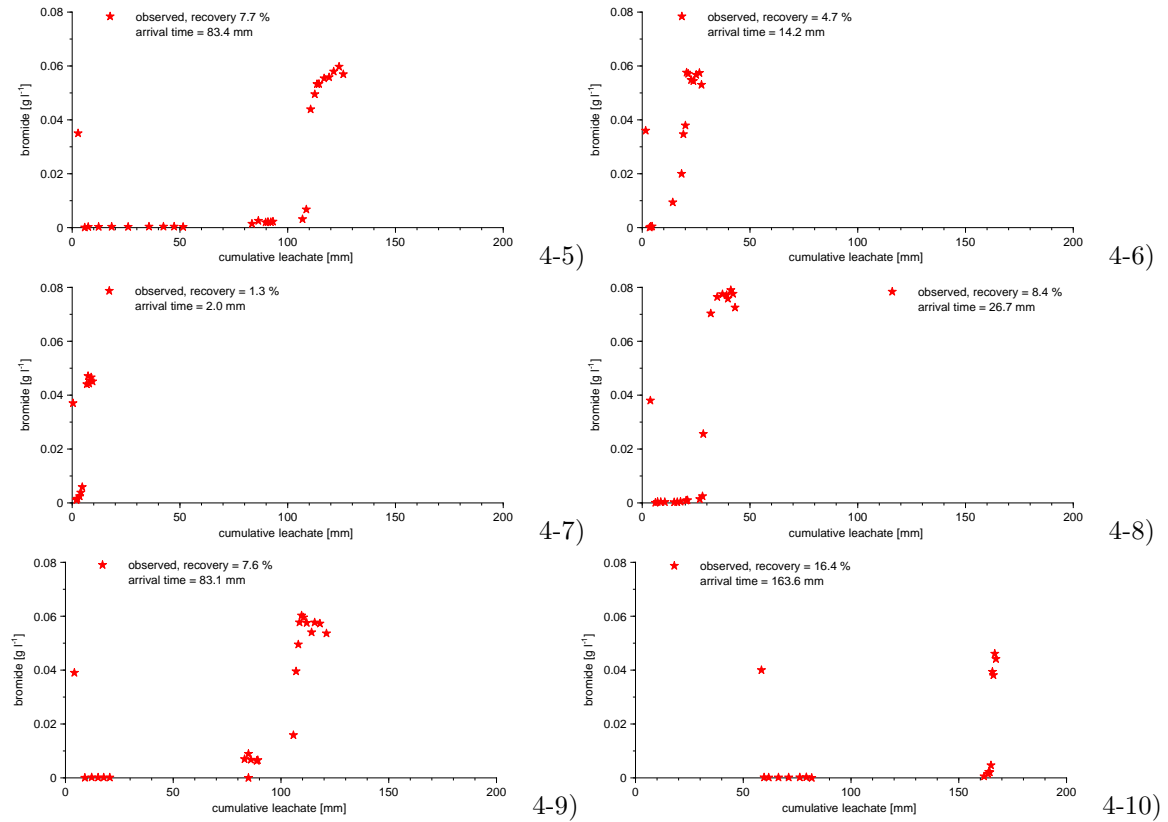 observed, recovery 7.7 %
arrival time = 83.4 mm
0.08
0.06
0.04
0.02
0
bromide [g l-1]
0 50 100 150 200
cumulative leachate [mm]
4-5)
observed, recovery = 4.7 %
arrival time = 14.2 mm
0.08
0.06
0.04
0.02
0
bromide [g l-1]
0 50 100 150 200
cumulative leachate [mm]
4-6)
observed, recovery = 1.3 %
arrival time = 2.0 mm
0.08
0.06
0.04
0.02
0
bromide [g l-1]
0 50 100 150 200
cumulative leachate [mm]
4-7)
observed, recovery = 8.4 %
arrival time = 26.7 mm
0.08
0.06
0.04
0.02
0
bromide [g l-1]
0 50 100 150 200
cumulative leachate [mm]
4-8)
observed, recovery = 7.6 %
arrival time = 83.1 mm
0.08
0.06
0.04
0.02
0
bromide [g l-1]
0 50 100 150 200
cumulative leachate [mm]
4-9)
observed, recovery = 16.4 %
arrival time = 163.6 mm
0.08
0.06
0.04
0.02
0
bromide [g l-1]
0 50 100 150 200
cumulative leachate [mm]
4-10)